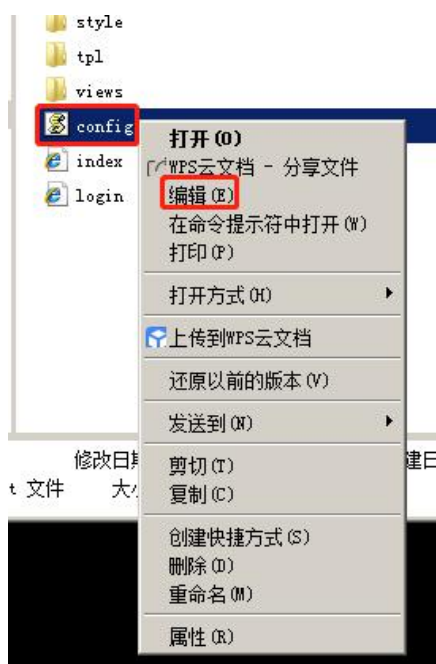 style
tpl
views
config
index
login
打开(O)
WPS云文档 - 分享文件
编辑(E)
在命令提示符中打开(W)
打印(P)
打开方式(H)
上传到WPS云文档
还原以前的版本(V)
发送到(N)
修改日
建日
剪切(T)
t 文件
大
复制(C)
创建快捷方式(S)
删除(D)
重命名(M)
属性(R)